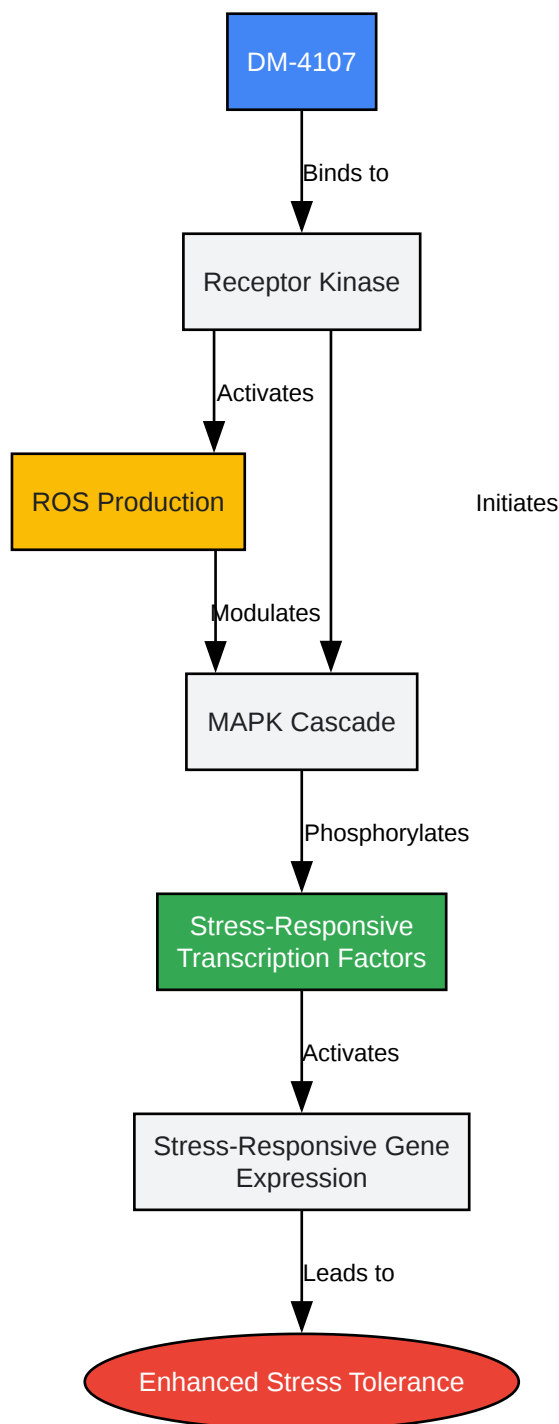 DM-4107
Binds to
Receptor Kinase
Activates
ROS Production
Initiates
Modulates
MAPK Cascade
Phosphorylates
Stress-Responsive
Transcription Factors
Activates
Stress-Responsive Gene
Expression
Leads to
Enhanced Stress Tolerance